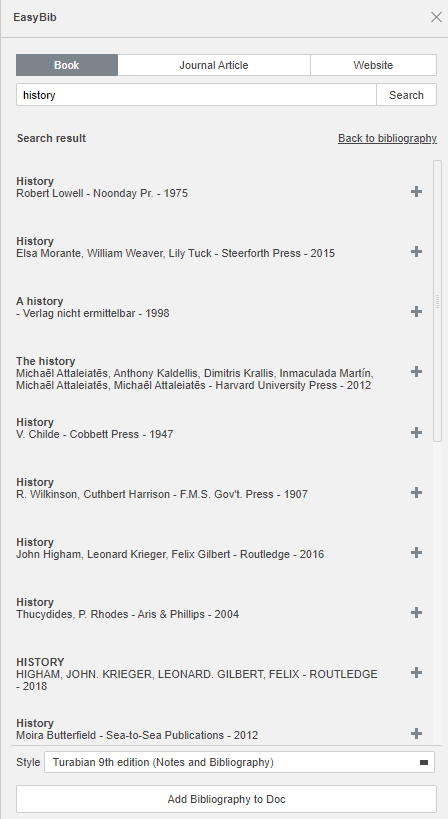 EasyBib
Book
Journal Article
Website
history
Search
Search result
Back to bibliography
History
Robert Lowell - Noonday Pr. - 1975
History
Elsa Morante, William Weaver, Lily Tuck - Steerforth Press - 2015
A history
- Verlag nicht ermittelbar - 1998
The history
Michaēl Attaleiatēs, Anthony Kaldellis, Dimitris Krallis, Inmaculada Martín,
Michaēl Attaleiatēs, Michaēl Attaleiatēs - Harvard University Press - 2012
History
V. Childe - Cobbett Press - 1947
History
R. Wilkinson, Cuthbert Harrison - F.M.S. Gov't. Press - 1907
History
John Higham, Leonard Krieger, Felix Gilbert - Routledge - 2016
History
Thucydides, P. Rhodes - Aris & Phillips - 2004
HISTORY
HIGHAM, JOHN. KRIEGER, LEONARD. GILBERT, FELIX - ROUTLEDGE
- 2018
History
Moira Butterfield - Sea-to-Sea Publications - 2012
Style
Turabian 9th edition (Notes and Bibliography)
Add Bibliography to Doc